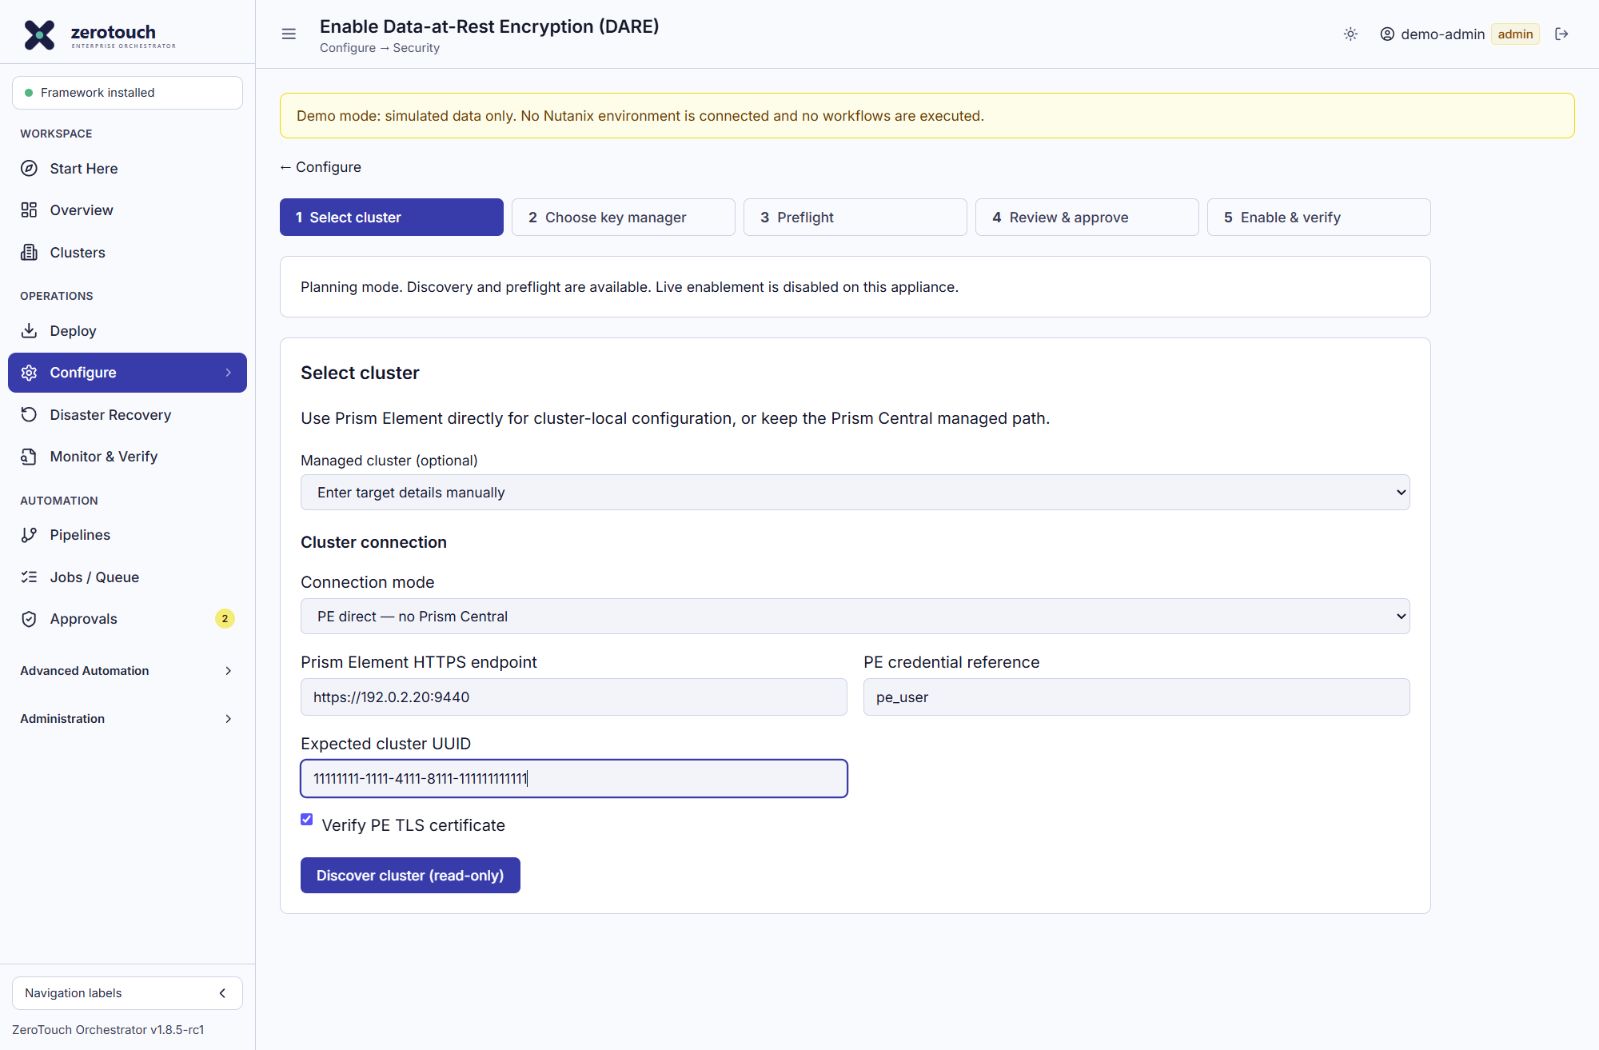 zerotouch
ENTERPRISE ORCHESTRATOR
Framework installed
WORKSPACE
Start Here
Overview
Clusters
OPERATIONS
Deploy
Configure
Disaster Recovery
Monitor & Verify
AUTOMATION
Pipelines
Jobs / Queue
Approvals 2
Advanced Automation
Administration
Navigation labels
ZeroTouch Orchestrator v1.8.5-rc1
Enable Data-at-Rest Encryption (DARE)
Configure → Security
demo-admin admin
Demo mode: simulated data only. No Nutanix environment is connected and no workflows are executed.
← Configure
1 Select cluster
2 Choose key manager
3 Preflight
4 Review & approve
5 Enable & verify
Planning mode. Discovery and preflight are available. Live enablement is disabled on this appliance.
Select cluster
Use Prism Element directly for cluster-local configuration, or keep the Prism Central managed path.
Managed cluster (optional)
Enter target details manually
Cluster connection
Connection mode
PE direct — no Prism Central
Prism Element HTTPS endpoint
https://192.0.2.20:9440
PE credential reference
pe_user
Expected cluster UUID
11111111-1111-4111-8111-111111111111
Verify PE TLS certificate
Discover cluster (read-only)